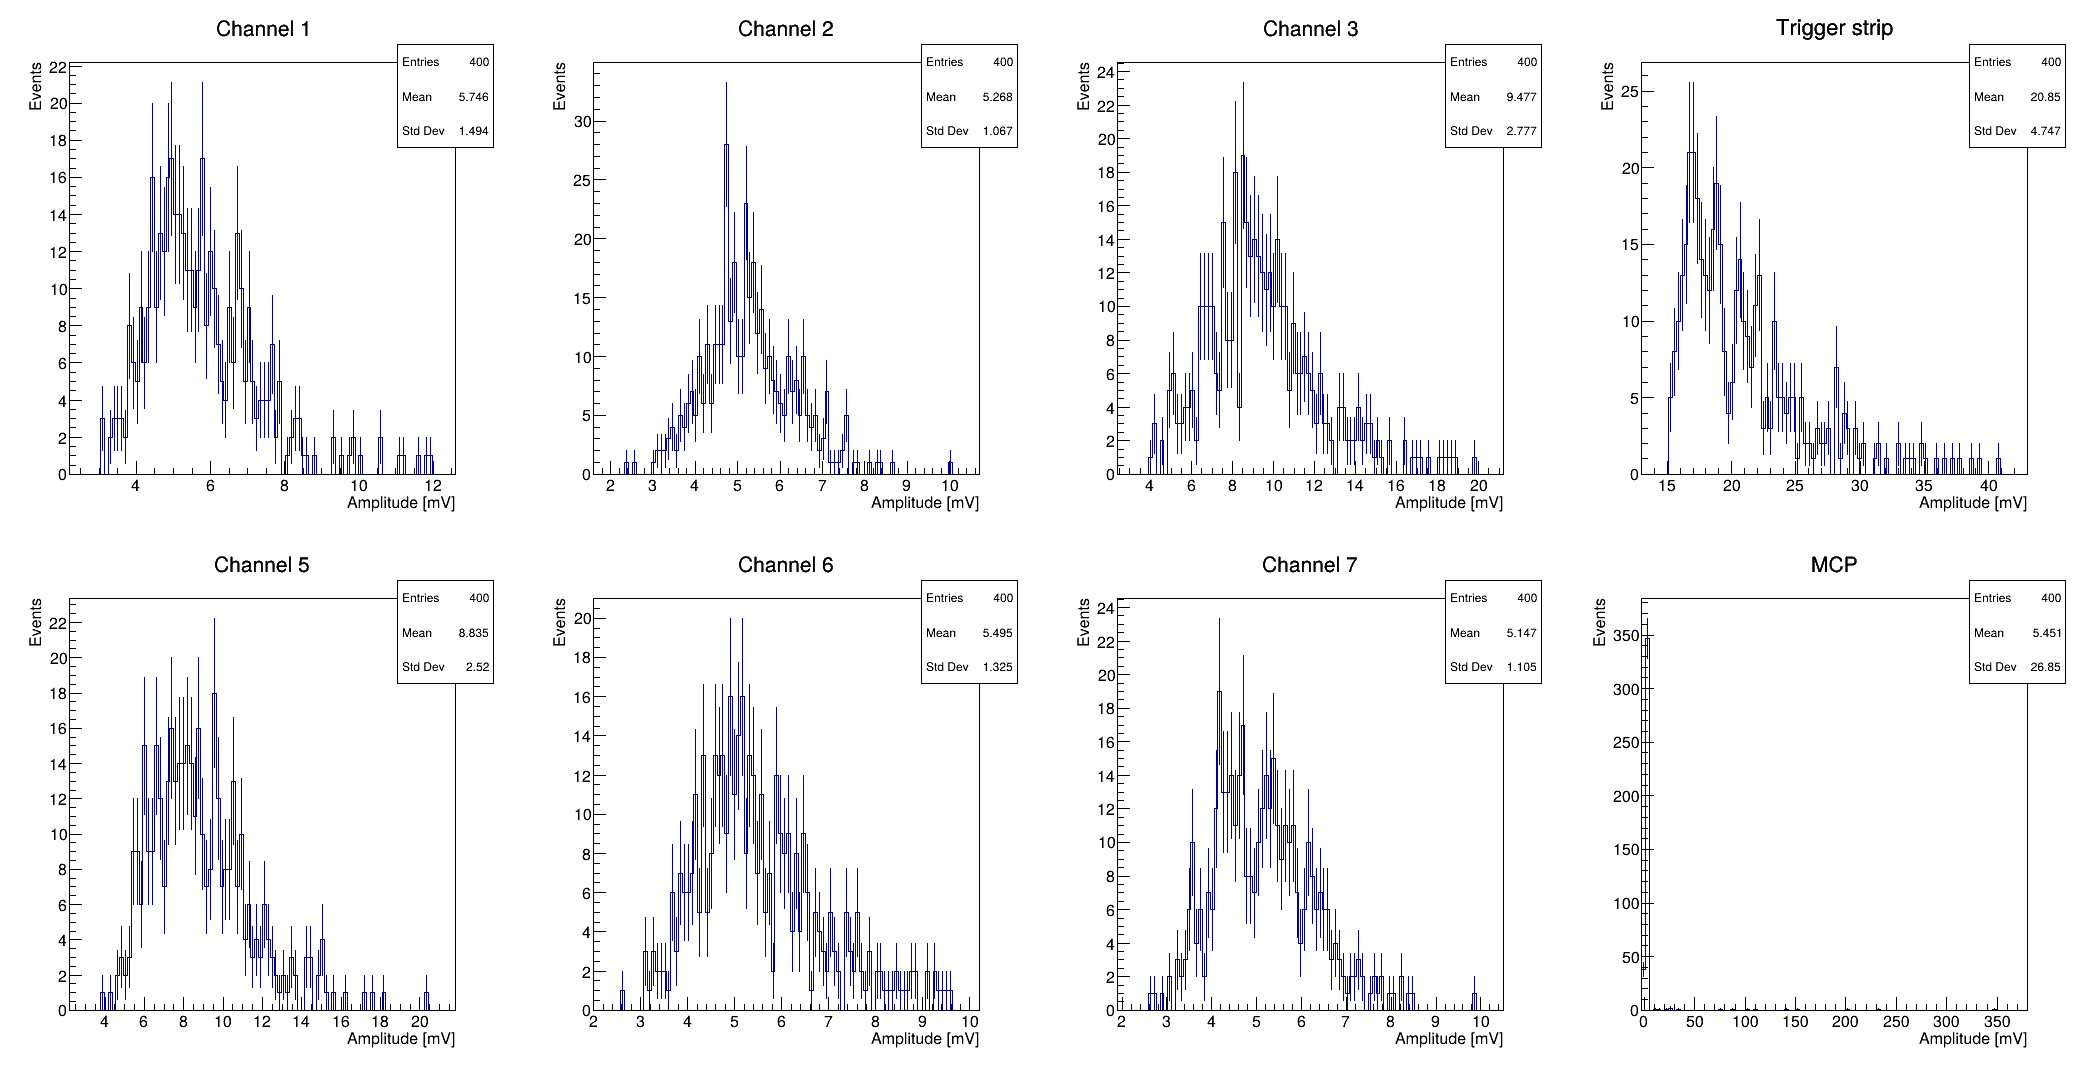 Channel 1
Events
Entries 400
Mean 5.746
Std Dev 1.494
22
20
18
16
14
12
10
8
6
4
2
0
4 6 8 10 12
Amplitude [mV]
Channel 2
Events
Entries 400
Mean 5.268
Std Dev 1.067
30
25
20
15
10
5
0
2 3 4 5 6 7 8 9 10
Amplitude [mV]
Channel 3
Events
Entries 400
Mean 9.477
Std Dev 2.777
24
22
20
18
16
14
12
10
8
6
4
2
0
4 6 8 10 12 14 16 18 20
Amplitude [mV]
Trigger strip
Events
Entries 400
Mean 20.85
Std Dev 4.747
25
20
15
10
5
0
15 20 25 30 35 40
Amplitude [mV]
Channel 5
Events
Entries 400
Mean 8.835
Std Dev 2.52
22
20
18
16
14
12
10
8
6
4
2
0
4 6 8 10 12 14 16 18 20
Amplitude [mV]
Channel 6
Events
Entries 400
Mean 5.495
Std Dev 1.325
20
18
16
14
12
10
8
6
4
2
0
2 3 4 5 6 7 8 9 10
Amplitude [mV]
Channel 7
Events
Entries 400
Mean 5.147
Std Dev 1.105
24
22
20
18
16
14
12
10
8
6
4
2
0
2 3 4 5 6 7 8 9 10
Amplitude [mV]
MCP
Events
Entries 400
Mean 5.451
Std Dev 26.85
350
300
250
200
150
100
50
0
0 50 100 150 200 250 300 350
Amplitude [mV]